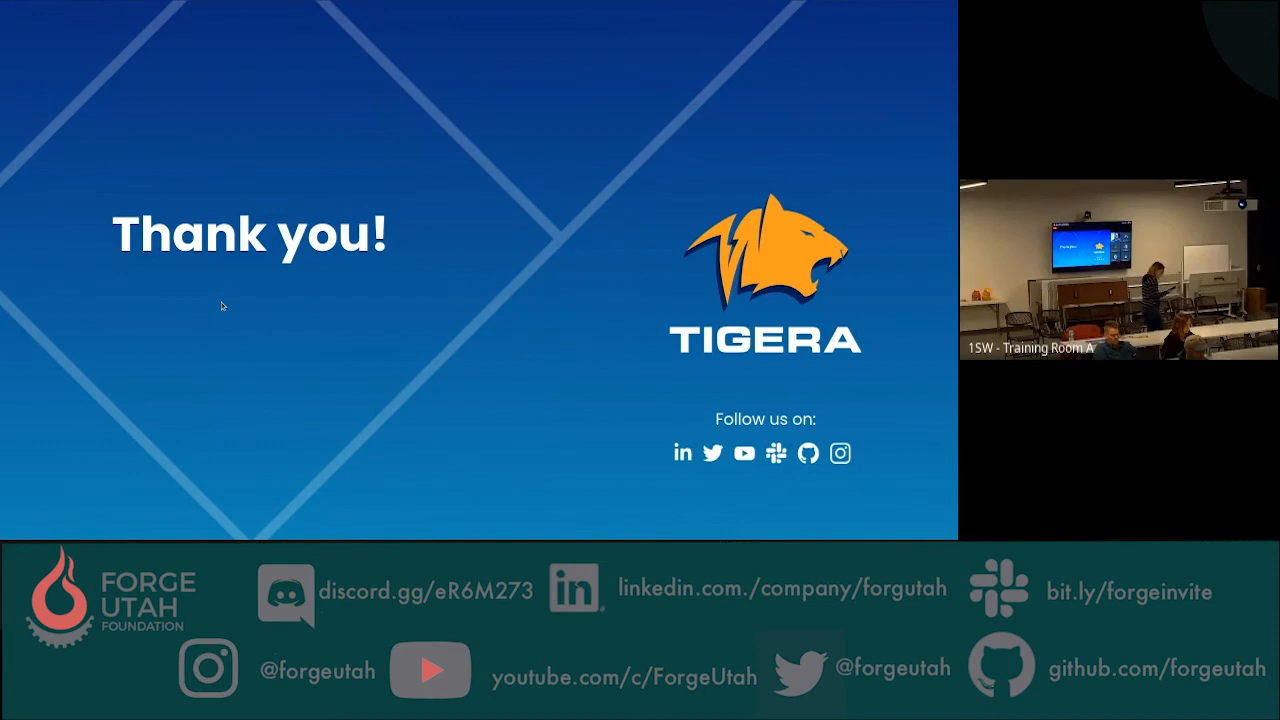 Thank you!
TIGERA
Follow us on:
1SW - Training Room A
FORGE
UTAH
FOUNDATION
discord.gg/eR6M273
linkedin.com./company/forgutah
bit.ly/forgeinvite
@forgeutah
youtube.com/c/ForgeUtah
@forgeutah
github.com/forgeutah